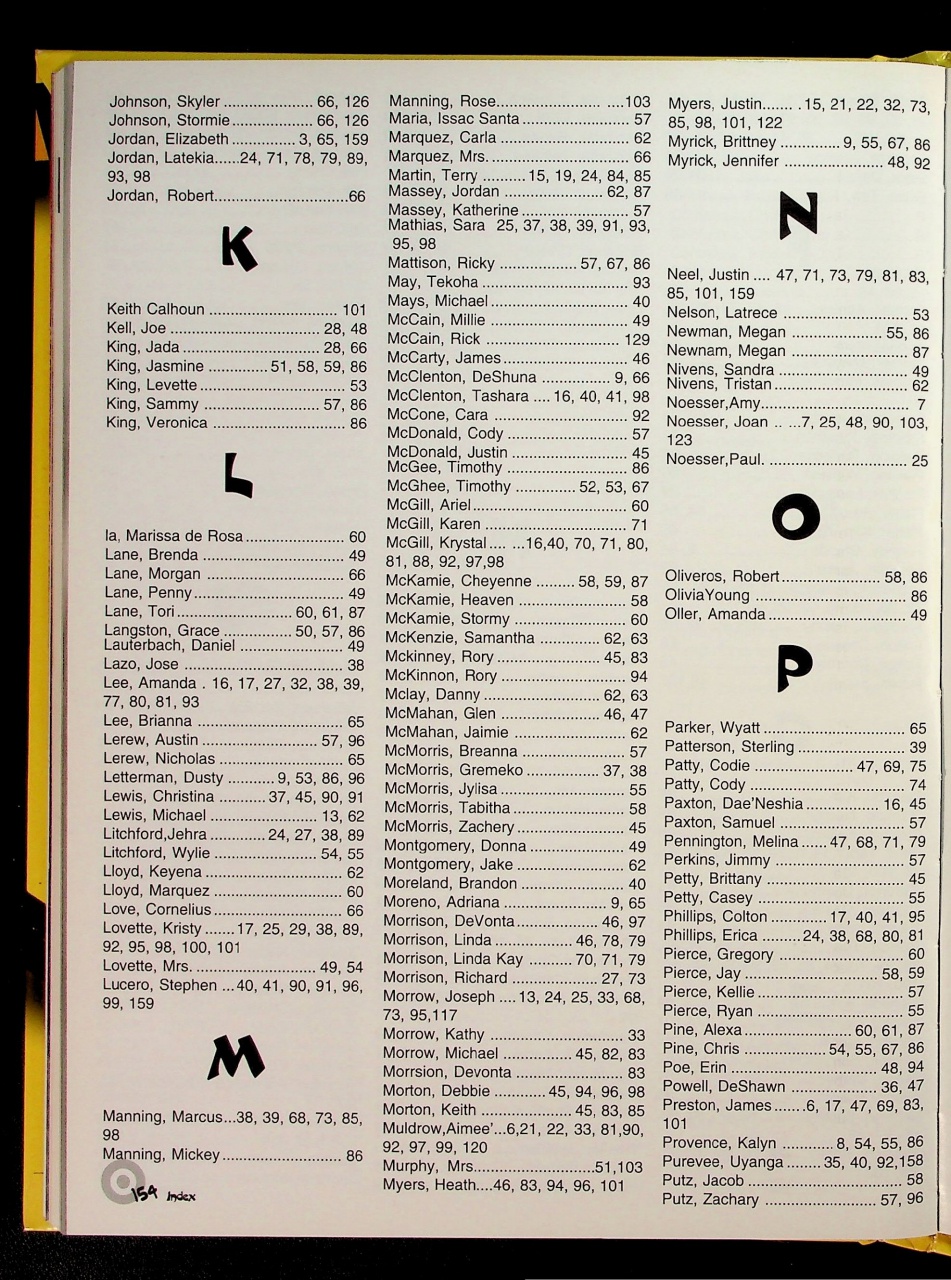 Johnson, Skyler ..................... 66, 126
Johnson, Stormie ................... 66, 126
Jordan, Elizabeth ................ 3, 65, 159
Jordan, Latekia......24, 71, 78, 79, 89,
93, 98
Jordan, Robert...............................66
K
Keith Calhoun .............................. 101
Kell, Joe .................................... 28, 48
King, Jada ................................ 28, 66
King, Jasmine .............. 51, 58, 59, 86
King, Levette ................................. 53
King, Sammy ............................ 57, 86
King, Veronica ............................... 86
L
la, Marissa de Rosa ....................... 60
Lane, Brenda ................................. 49
Lane, Morgan ................................ 66
Lane, Penny ................................... 49
Lane, Tori ............................ 60, 61, 87
Langston, Grace ................. 50, 57, 86
Lauterbach, Daniel ......................... 49
Lazo, Jose ...................................... 38
Lee, Amanda . 16, 17, 27, 32, 38, 39,
77, 80, 81, 93
Lee, Brianna ................................... 65
Lerew, Austin ............................ 57, 96
Lerew, Nicholas .............................. 65
Letterman, Dusty ........... 9, 53, 86, 96
Lewis, Christina ........... 37, 45, 90, 91
Lewis, Michael ........................... 13, 62
Litchford,Jehra ............. 24, 27, 38, 89
Litchford, Wylie ......................... 54, 55
Lloyd, Keyena ................................. 62
Lloyd, Marquez ............................... 60
Love, Cornelius ............................... 66
Lovette, Kristy .......17, 25, 29, 38, 89,
92, 95, 98, 100, 101
Lovette, Mrs. ............................. 49, 54
Lucero, Stephen ...40, 41, 90, 91, 96,
99, 159
M
Manning, Marcus...38, 39, 68, 73, 85,
98
Manning, Mickey ............................. 86
154 Index
Manning, Rose.......................... ....103
Maria, Issac Santa .......................... 57
Marquez, Carla ............................... 62
Marquez, Mrs. ................................. 66
Martin, Terry .......... 15, 19, 24, 84, 85
Massey, Jordan ......................... 62, 87
Massey, Katherine .......................... 57
Mathias, Sara 25, 37, 38, 39, 91, 93,
95, 98
Mattison, Ricky .................. 57, 67, 86
May, Tekoha ................................... 93
Mays, Michael ................................. 40
McCain, Millie ................................. 49
McCain, Rick ................................ 129
McCarty, James .............................. 46
McClenton, DeShuna ................. 9, 66
McClenton, Tashara .... 16, 40, 41, 98
McCone, Cara ................................ 92
McDonald, Cody ............................. 57
McDonald, Justin ............................ 45
McGee, Timothy ............................. 86
McGhee, Timothy ............. 52, 53, 67
McGill, Ariel .................................... 60
McGill, Karen .................................. 71
McGill, Krystal .... ...16,40, 70, 71, 80,
81, 88, 92, 97,98
McKamie, Cheyenne ......... 58, 59, 87
McKamie, Heaven .......................... 58
McKamie, Stormy ........................... 60
McKenzie, Samantha ............... 62, 63
Mckinney, Rory ......................... 45, 83
McKinnon, Rory .............................. 94
Mclay, Danny ............................ 62, 63
McMahan, Glen ........................ 46, 47
McMahan, Jaimie ........................... 62
McMorris, Breanna ......................... 57
McMorris, Gremeko .................. 37, 38
McMorris, Jylisa .............................. 55
McMorris, Tabitha ........................... 58
McMorris, Zachery .......................... 45
Montgomery, Donna ....................... 49
Montgomery, Jake .......................... 62
Moreland, Brandon ......................... 40
Moreno, Adriana ......................... 9, 65
Morrison, DeVonta .................... 46, 97
Morrison, Linda .................. 46, 78, 79
Morrison, Linda Kay .......... 70, 71, 79
Morrison, Richard ...................... 27, 73
Morrow, Joseph .... 13, 24, 25, 33, 68,
73, 95,117
Morrow, Kathy ................................ 33
Morrow, Michael ................. 45, 82, 83
Morrsion, Devonta .......................... 83
Morton, Debbie ............ 45, 94, 96, 98
Morton, Keith ...................... 45, 83, 85
Muldrow,Aimee'...6,21, 22, 33, 81,90,
92, 97, 99, 120
Murphy, Mrs............................51,103
Myers, Heath....46, 83, 94, 96, 101
Myers, Justin....... . 15, 21, 22, 32, 73,
85, 98, 101, 122
Myrick, Brittney ............. 9, 55, 67, 86
Myrick, Jennifer ........................ 48, 92
N
Neel, Justin .... 47, 71, 73, 79, 81, 83,
85, 101, 159
Nelson, Latrece .............................. 53
Newman, Megan ....................... 55, 86
Newnam, Megan ............................ 87
Nivens, Sandra ............................... 49
Nivens, Tristan ................................ 62
Noesser,Amy.................................... 7
Noesser, Joan .. ...7, 25, 48, 90, 103,
123
Noesser,Paul. ................................. 25
O
Oliveros, Robert ....................... 58, 86
OliviaYoung .................................... 86
Oller, Amanda ................................. 49
P
Parker, Wyatt .................................. 65
Patterson, Sterling .......................... 39
Patty, Codie ......................... 47, 69, 75
Patty, Cody ..................................... 74
Paxton, Dae'Neshia .................. 16, 45
Paxton, Samuel .............................. 57
Pennington, Melina ...... 47, 68, 71, 79
Perkins, Jimmy ............................... 57
Petty, Brittany ................................. 45
Petty, Casey ................................... 55
Phillips, Colton ............. 17, 40, 41, 95
Phillips, Erica .........24, 38, 68, 80, 81
Pierce, Gregory .............................. 60
Pierce, Jay ................................ 58, 59
Pierce, Kellie ................................... 57
Pierce, Ryan ................................... 55
Pine, Alexa .......................... 60, 61, 87
Pine, Chris ..................... 54, 55, 67, 86
Poe, Erin ................................... 48, 94
Powell, DeShawn ..................... 36, 47
Preston, James .......6, 17, 47, 69, 83,
101
Provence, Kalyn ............ 8, 54, 55, 86
Purevee, Uyanga ........ 35, 40, 92,158
Putz, Jacob ..................................... 58
Putz, Zachary ........................... 57, 96